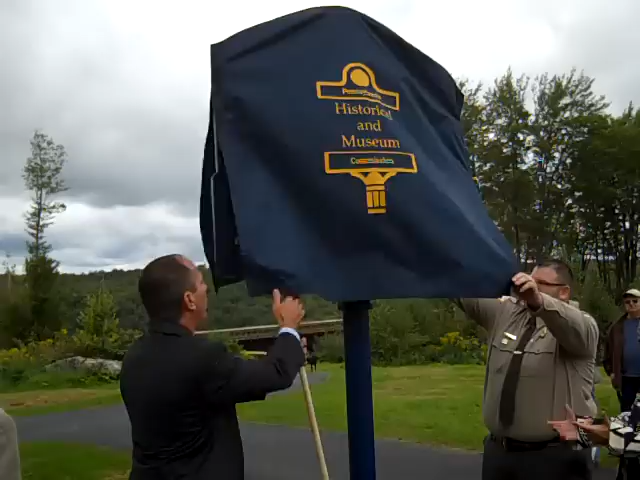 Pennsylvania
Historical
and
Museum
Commission